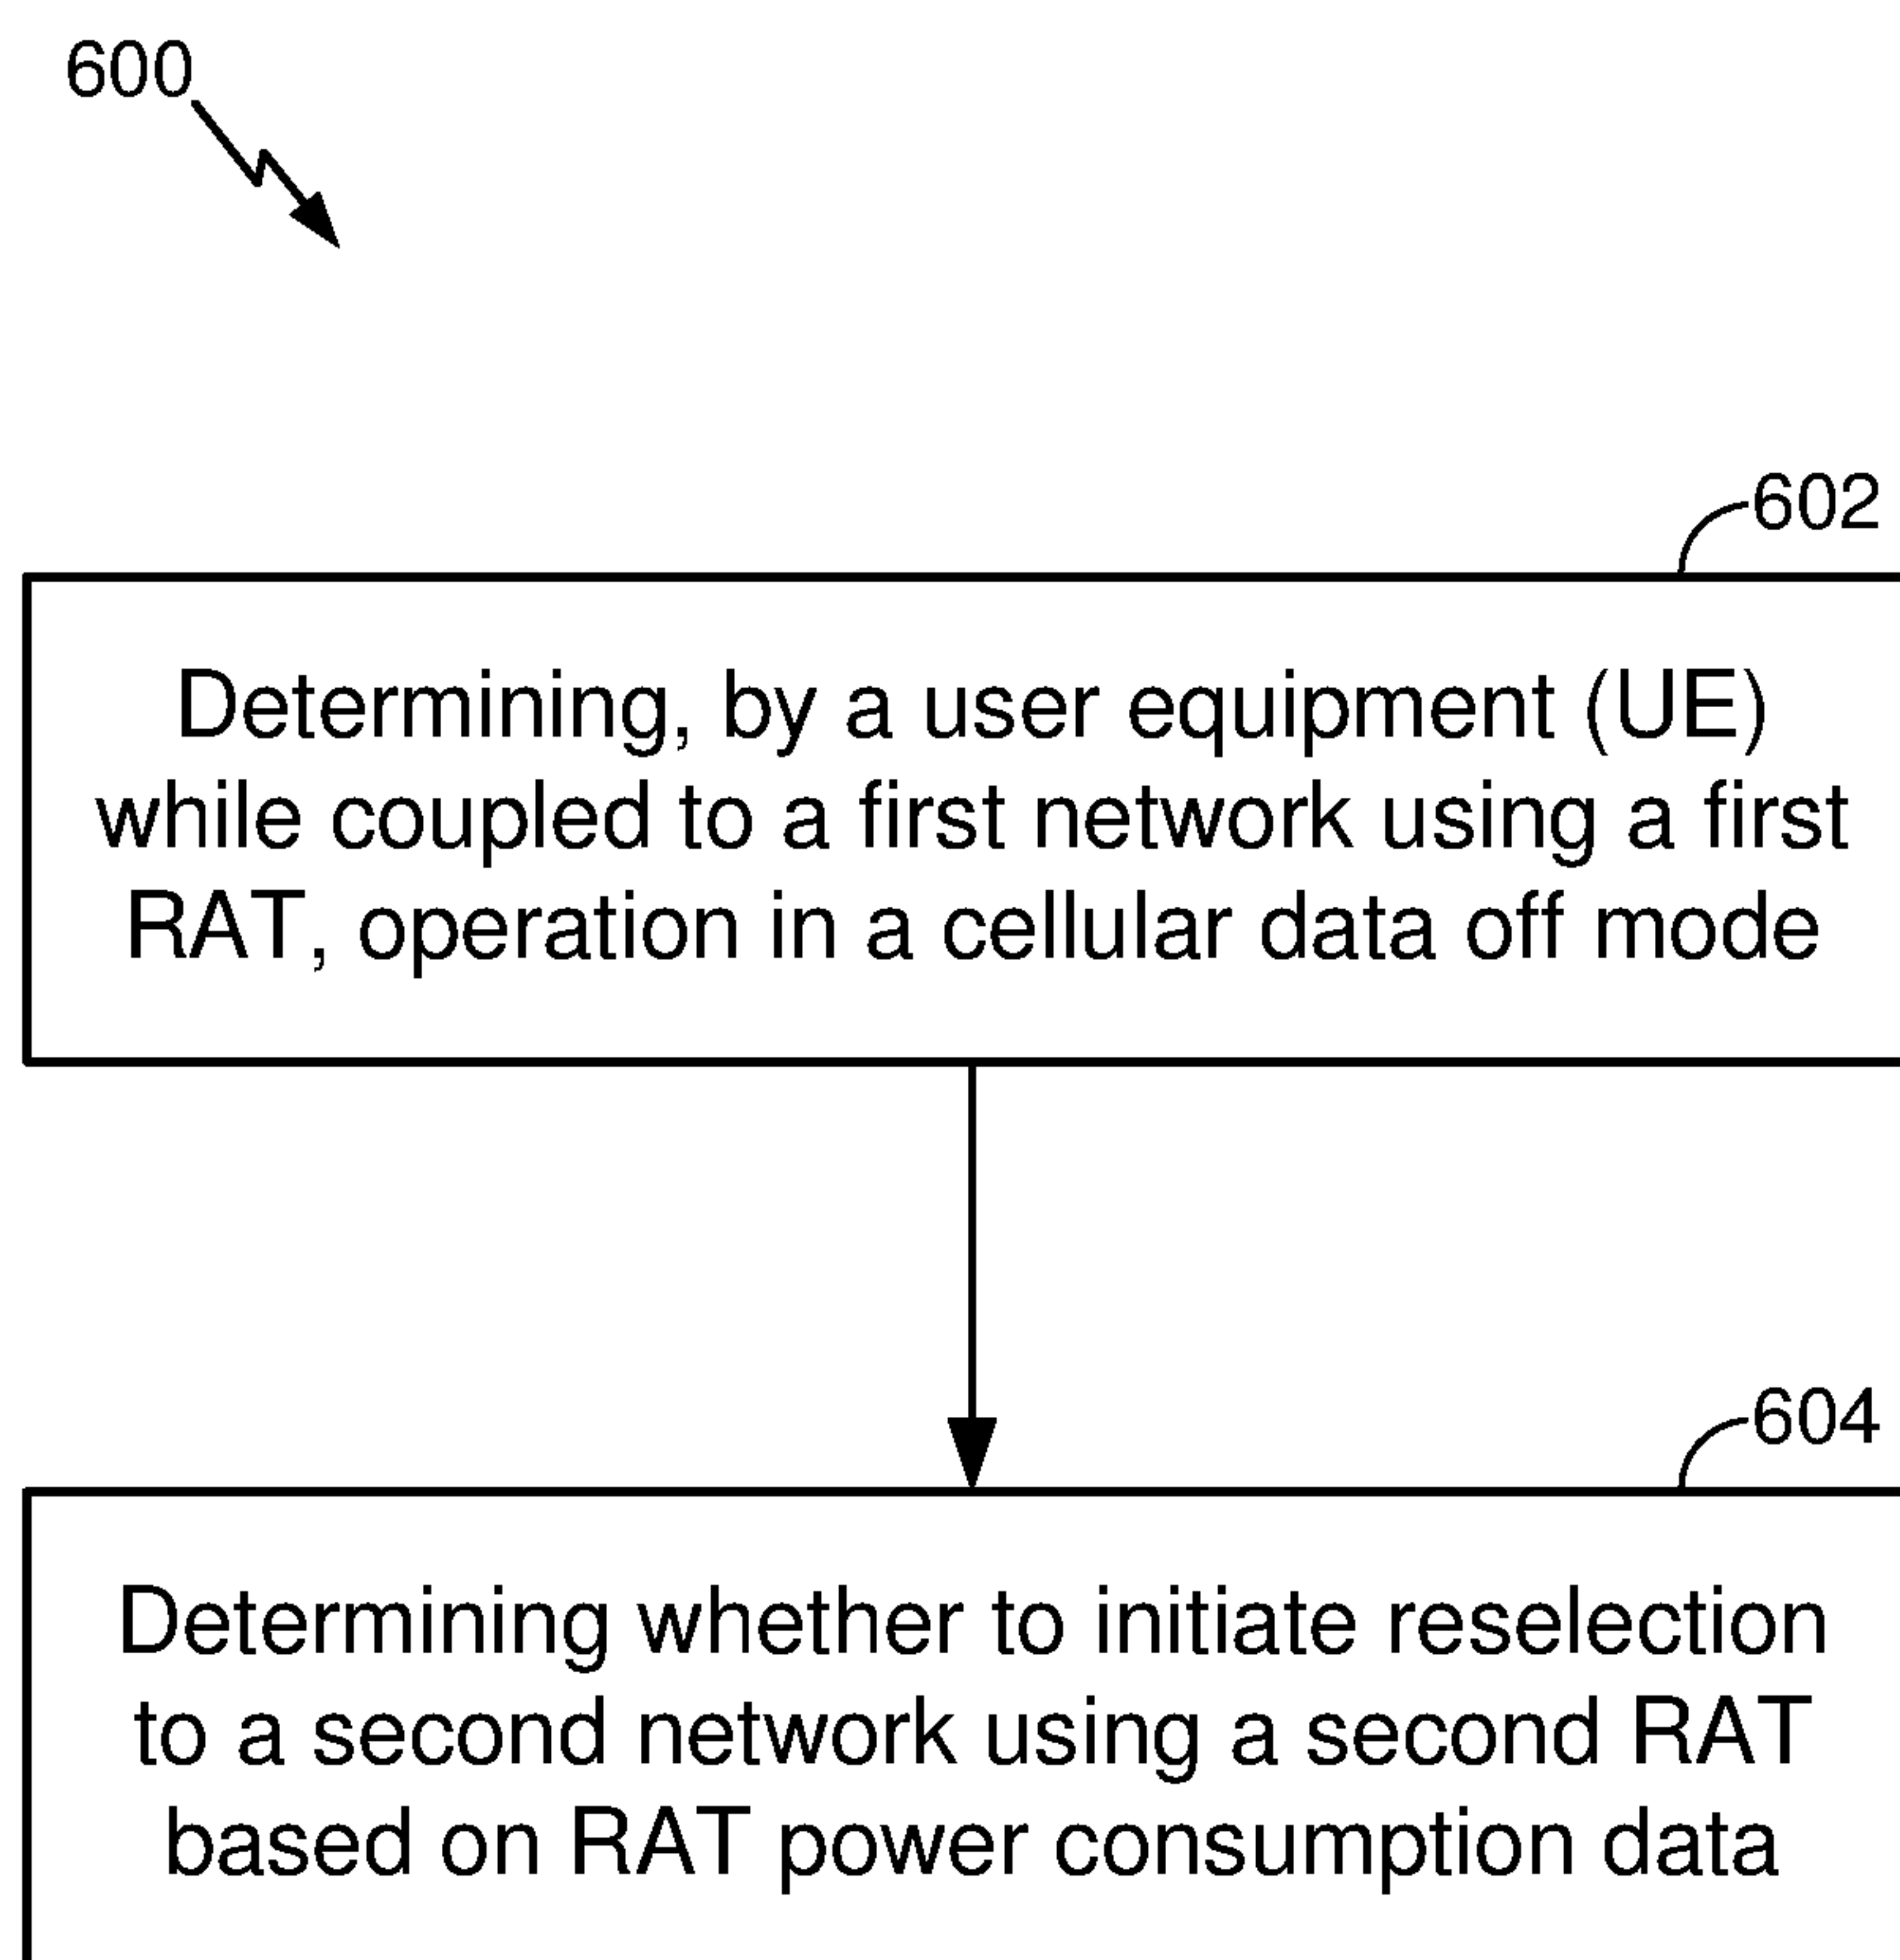 600
602
Determining, by a user equipment (UE)
while coupled to a first network using a first
RAT, operation in a cellular data off mode
604
Determining whether to initiate reselection
to a second network using a second RAT
based on RAT power consumption data